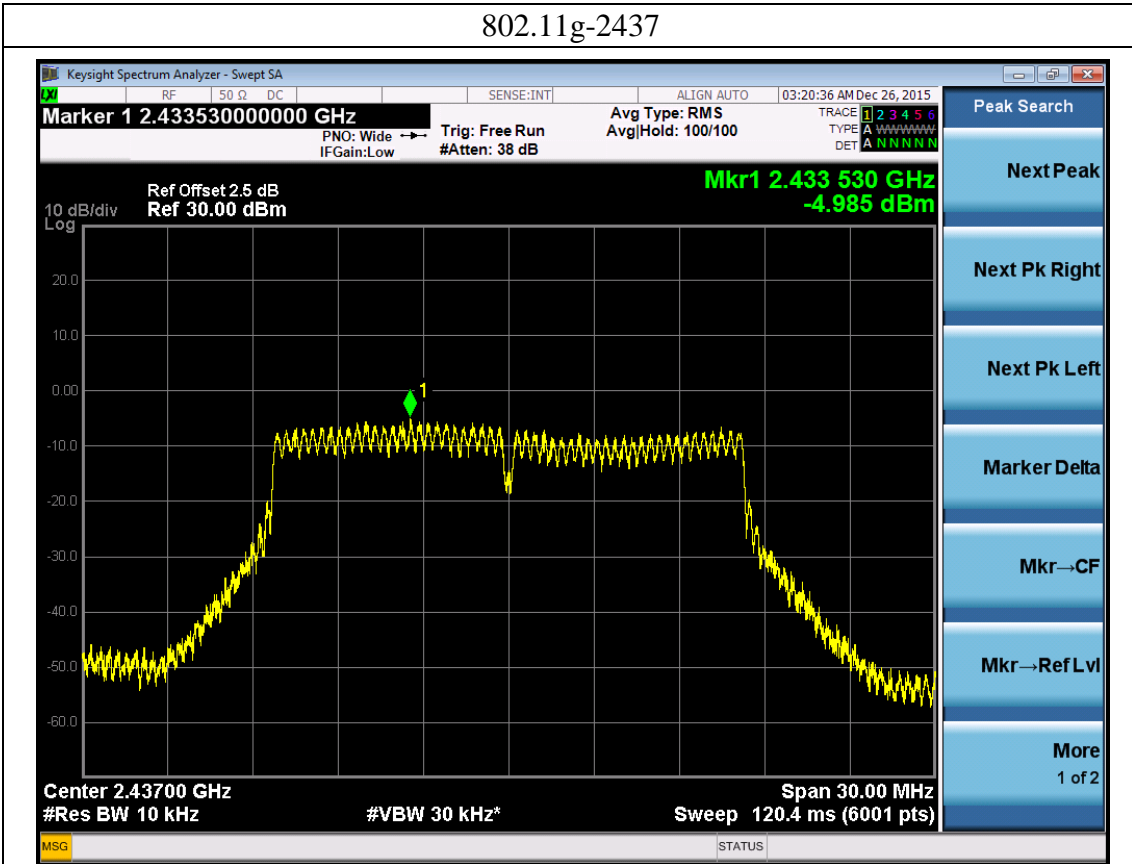 802.11g-2437
Keysight Spectrum Analyzer - Swept SA
LXI RF 50 Ω DC SENSE:INT ALIGN AUTO 03:20:36 AM Dec 26, 2015
Marker 1 2.433530000000 GHz
PNO: Wide
IFGain:Low
Trig: Free Run
#Atten: 38 dB
Avg Type: RMS
Avg|Hold: 100/100
TRACE 1 2 3 4 5 6
TYPE A WWWWW
DET A N N N N N
Peak Search
Mkr1 2.433 530 GHz
-4.985 dBm
Ref Offset 2.5 dB
10 dB/div Ref 30.00 dBm
Log
20.0
10.0
0.00
-10.0
-20.0
-30.0
-40.0
-50.0
-60.0
1
Center 2.43700 GHz Span 30.00 MHz
#Res BW 10 kHz #VBW 30 kHz* Sweep 120.4 ms (6001 pts)
Next Peak
Next Pk Right
Next Pk Left
Marker Delta
Mkr→CF
Mkr→Ref Lvl
More
1 of 2
MSG STATUS